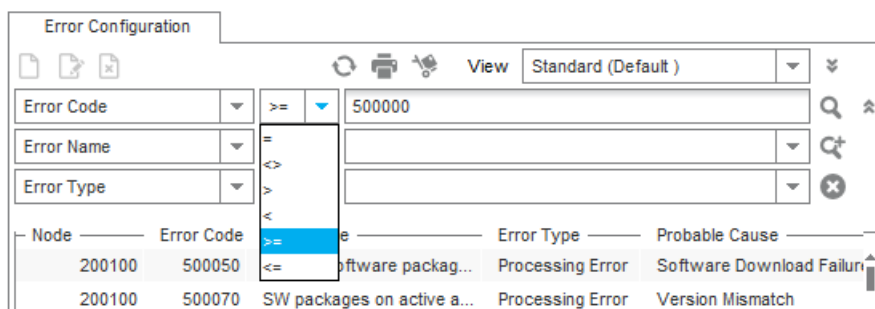 Error Configuration
View Standard (Default )
Error Code >= 500000
Error Name =
<>
Error Type >
<
>=
Node Error Code e Error Type Probable Cause
200100 500050 <= oftware packag... Processing Error Software Download Failure
200100 500070 SW packages on active a... Processing Error Version Mismatch